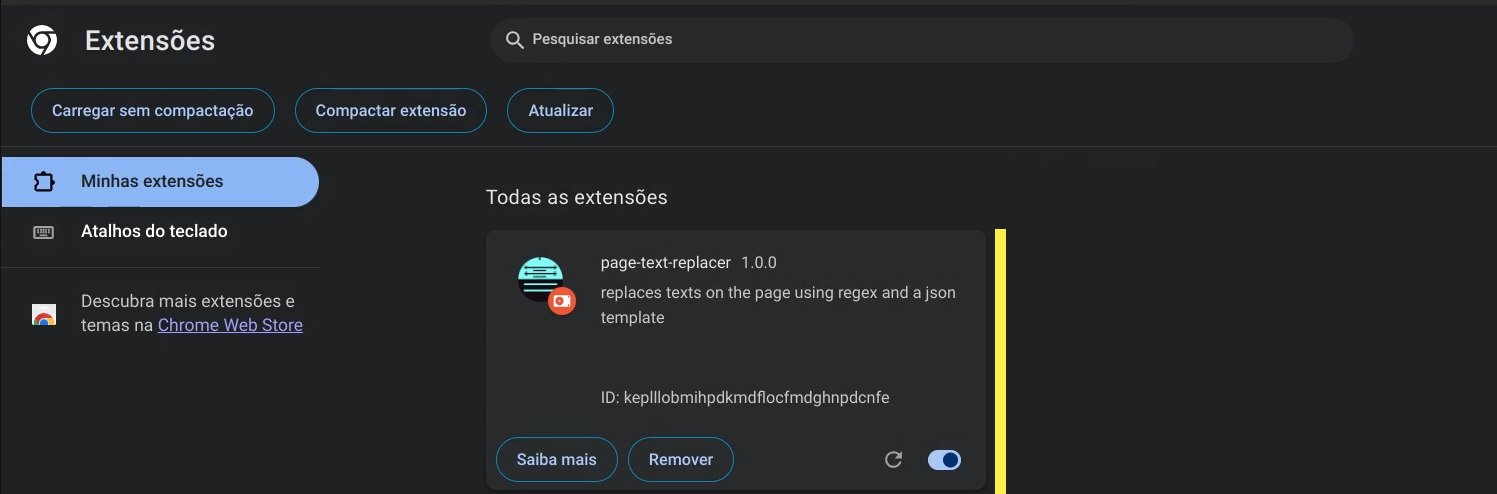 Extensões
Pesquisar extensões
Carregar sem compactação
Compactar extensão
Atualizar
Minhas extensões
Atalhos do teclado
Descubra mais extensões e
temas na Chrome Web Store
Todas as extensões
page-text-replacer 1.0.0
replaces texts on the page using regex and a json
template
ID: keplllobmihpdkmdflocfmdghnpdcnfe
Saiba mais
Remover